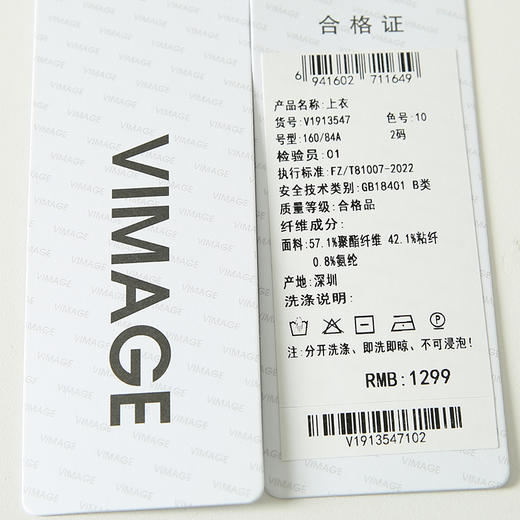 VIMAGE
合格证
6 941602 711649
产品名称:上衣
货号:V1913547 色号:10
号型:160/84A 2码
检验员:01
执行标准:FZ/T81007-2022
安全技术类别:GB18401 B类
质量等级:合格品
纤维成分:
面料:57.1%聚酯纤维 42.1%粘纤
0.8%氨纶
产地:深圳
洗涤说明:
P
注:分开洗涤、即洗即晾、不可浸泡!
RMB:1299
V1913547102